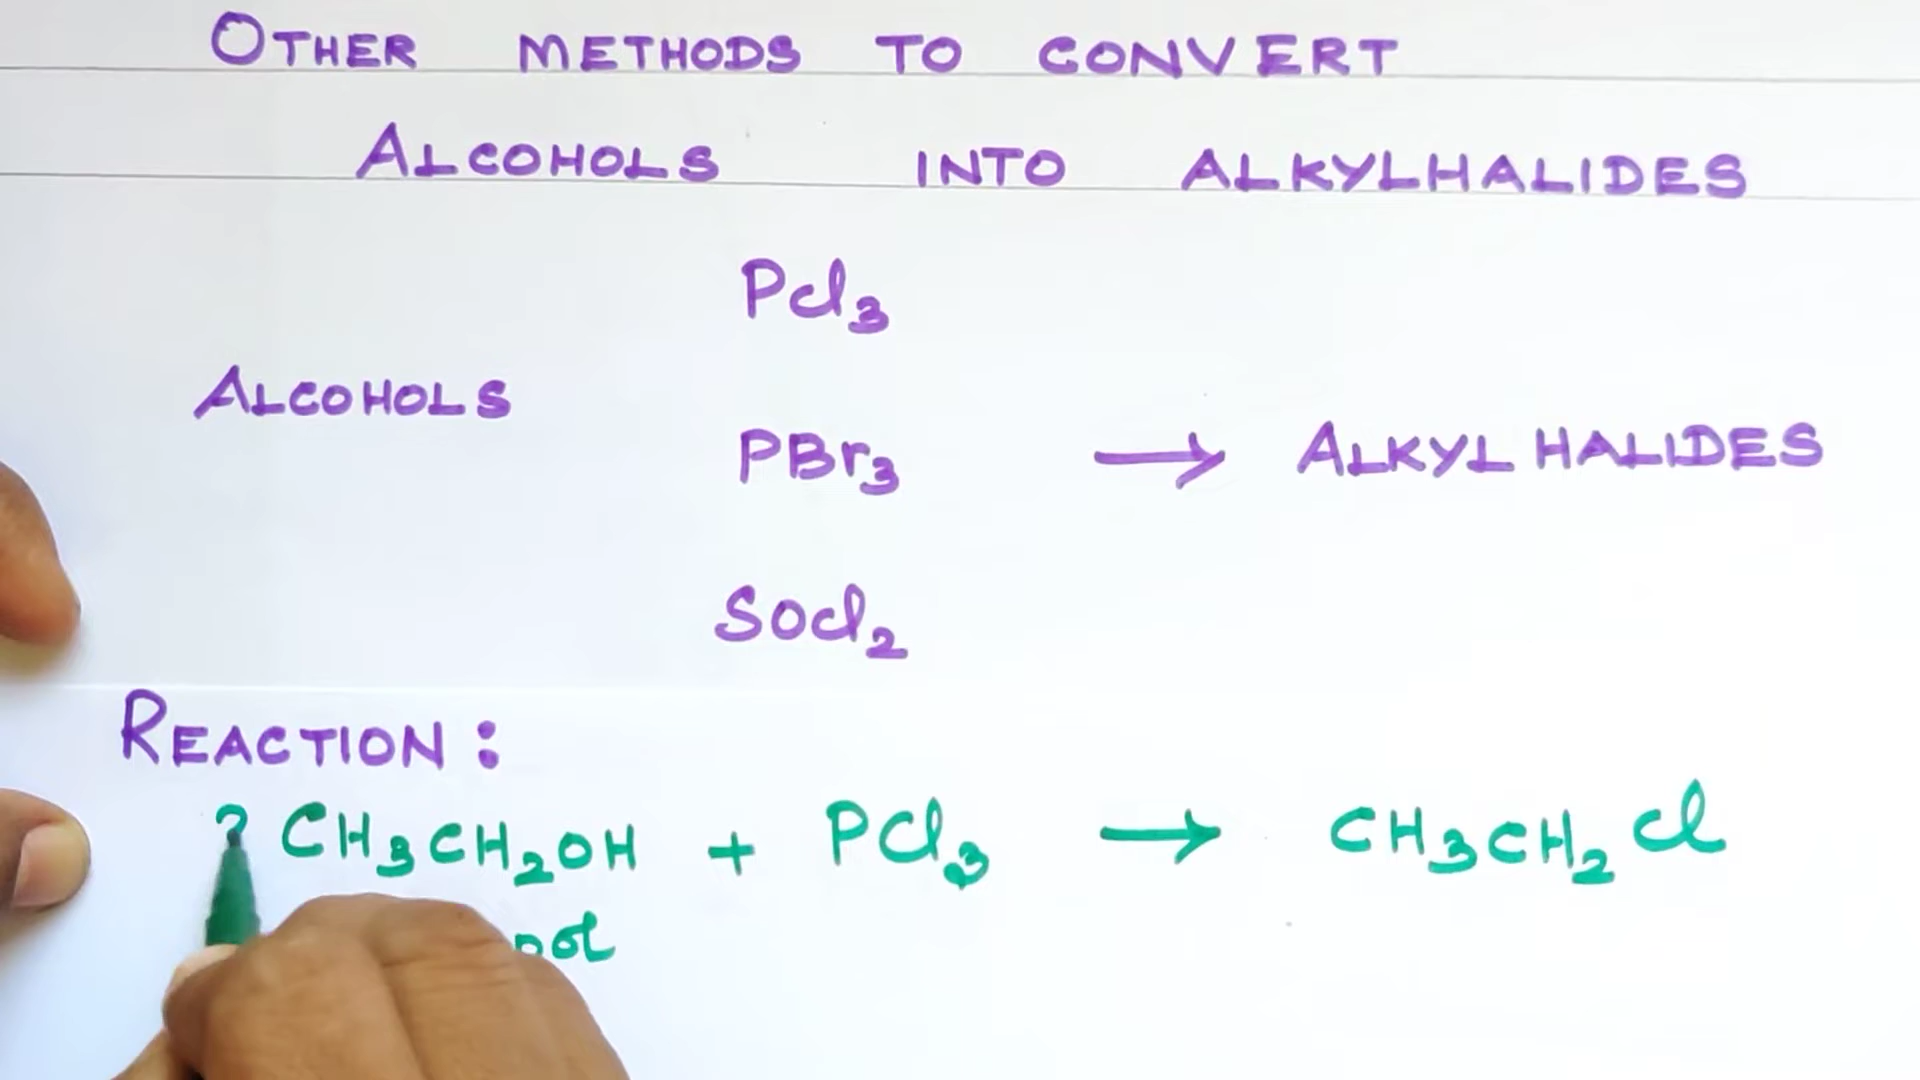 OTHER METHODS TO CONVERT
ALCOHOLS INTO ALKYLHALIDES
PCl₃
ALCOHOLS
PBr₃ → ALKYL HALIDES
SOCl₂
REACTION :
CH₃CH₂OH + PCl₃ → CH₃CH₂Cl